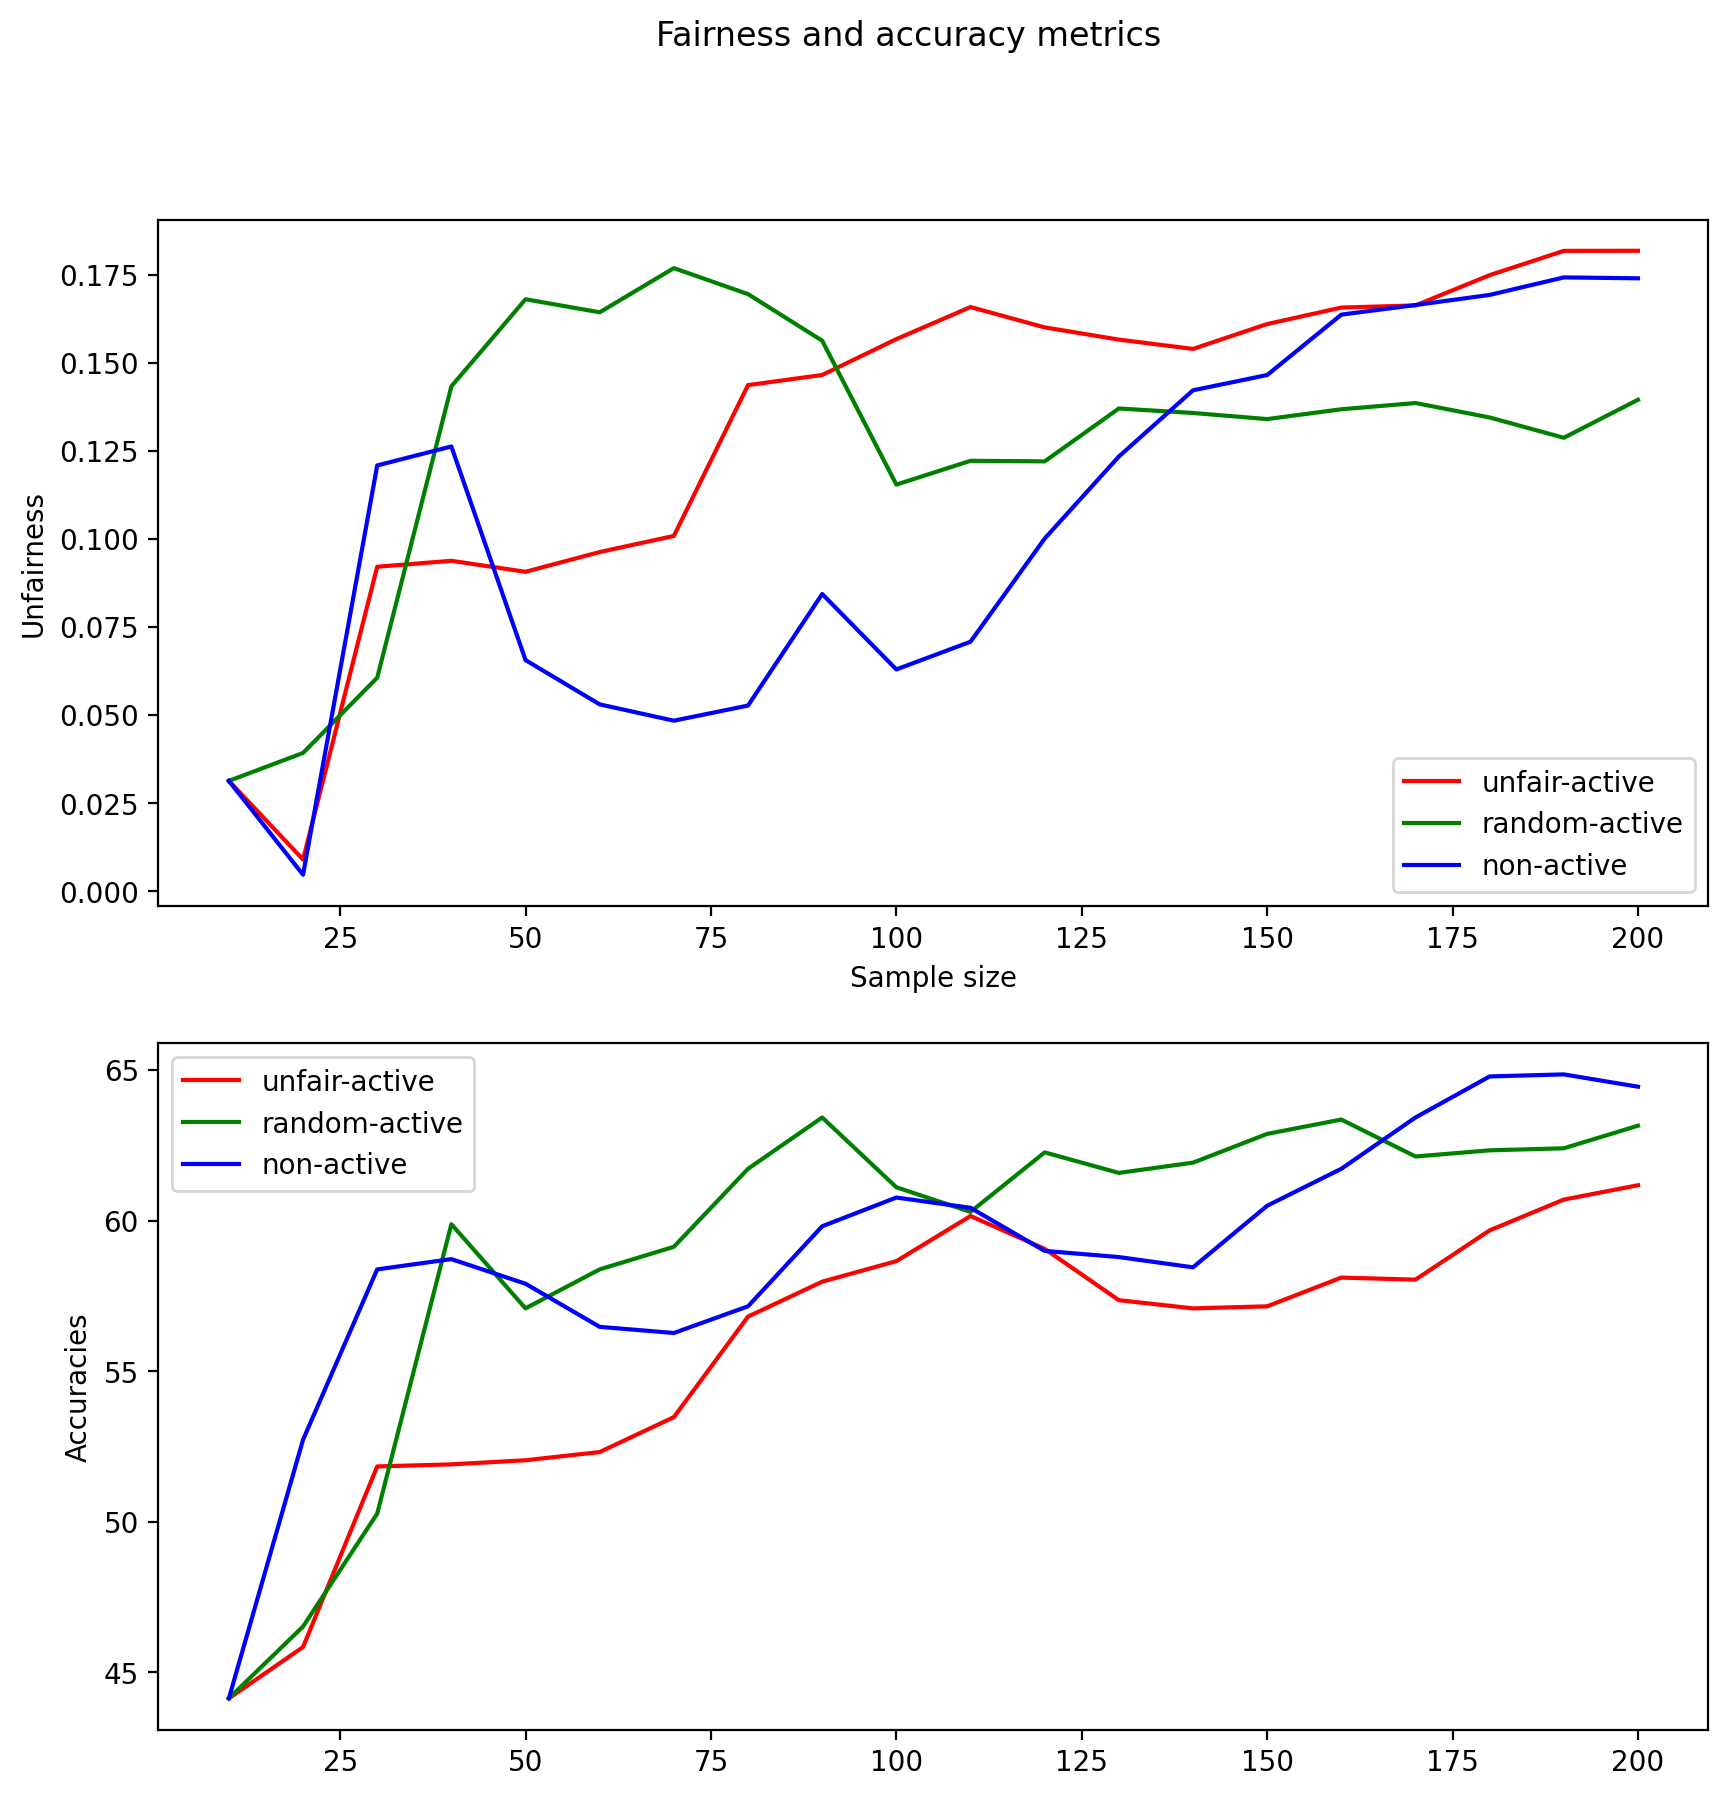 Fairness and accuracy metrics
Unfairness
0.175
0.150
0.125
0.100
0.075
0.050
0.025
0.000
unfair-active
random-active
non-active
25 50 75 100 125 150 175 200
Sample size
Accuracies
65
60
55
50
45
unfair-active
random-active
non-active
25 50 75 100 125 150 175 200